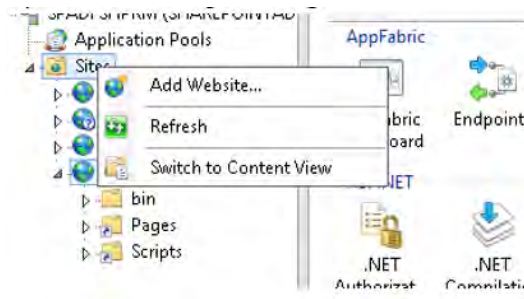 Application Pools
AppFabric
Sites
Add Website...
Refresh
Switch to Content View
Endpoint
bin
Pages
Scripts
.NET
.NET